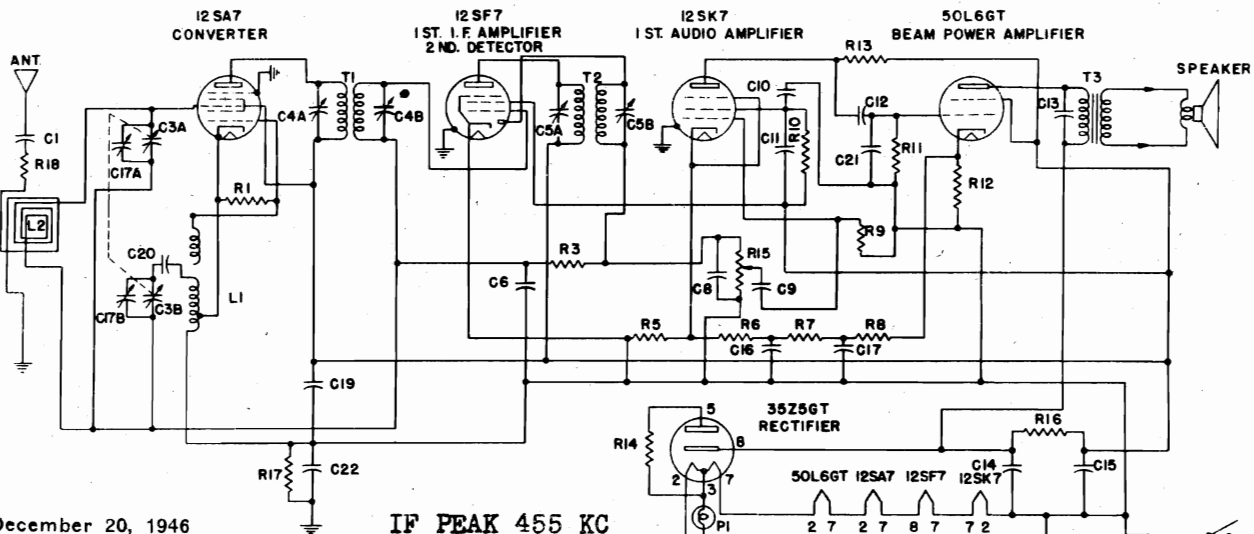 12SA7
CONVERTER
12SF7
1ST. I.F. AMPLIFIER
2ND. DETECTOR
12SK7
1 ST. AUDIO AMPLIFIER
50L6GT
BEAM POWER AMPLIFIER
ANT.
C1
R18
L2
C3A
C17A
R1
C20
C17B
C3B
L1
C4A
T1
C4B
C5A
T2
C5B
C10
C11
R10
R13
C12
C21
R11
R12
C13
T3
SPEAKER
R3
C6
C8
R15
C9
R9
R5
R6
R7
R8
C16
C17
C19
R17
C22
35Z5GT
RECTIFIER
R14
5
8
2
3
7
P1
R16
C14
C15
50L6GT 12SA7 12SF7 12SK7
2 7 2 7 8 7 7 2
December 20, 1946
IF PEAK 455 KC